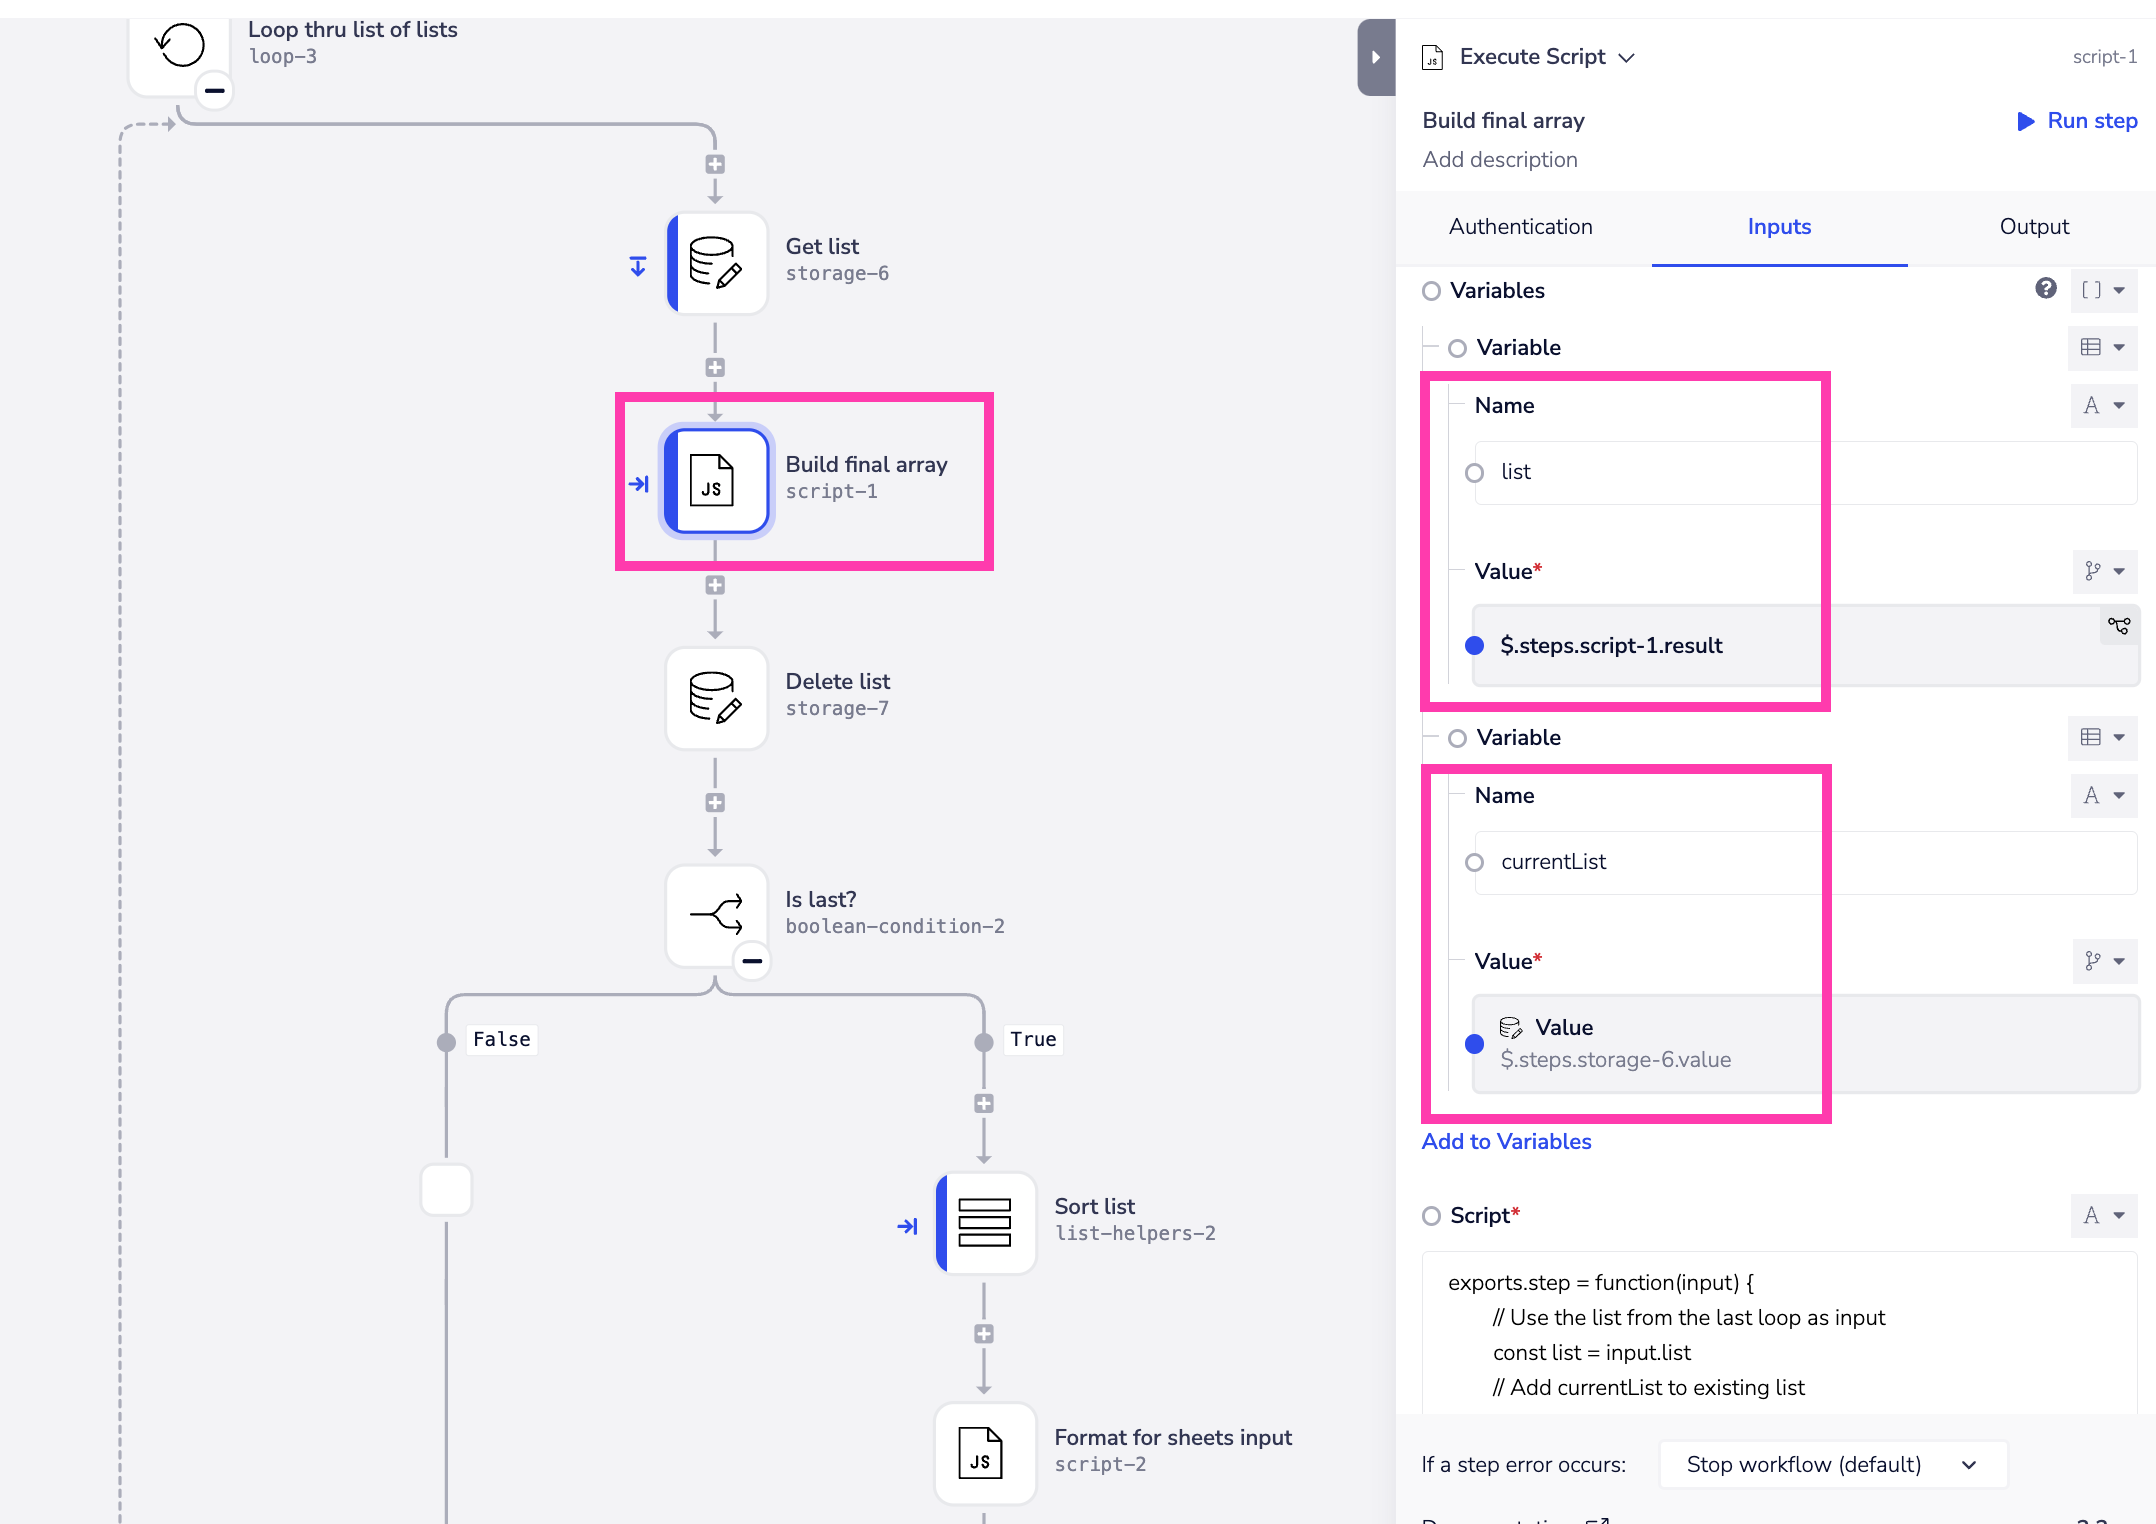 Loop thru list of lists
loop-3
Get list
storage-6
JS
Build final array
script-1
Delete list
storage-7
Is last?
boolean-condition-2
False
True
Sort list
list-helpers-2
JS
Format for sheets input
script-2
JS
Execute Script
script-1
Build final array
Run step
Add description
Authentication
Inputs
Output
Variables
?
[ ]
Variable
Name
A
list
Value*
$.steps.script-1.result
Variable
Name
A
currentList
Value*
Value
$.steps.storage-6.value
Add to Variables
Script*
A
exports.step = function(input) {
// Use the list from the last loop as input
const list = input.list
// Add currentList to existing list
If a step error occurs:
Stop workflow (default)